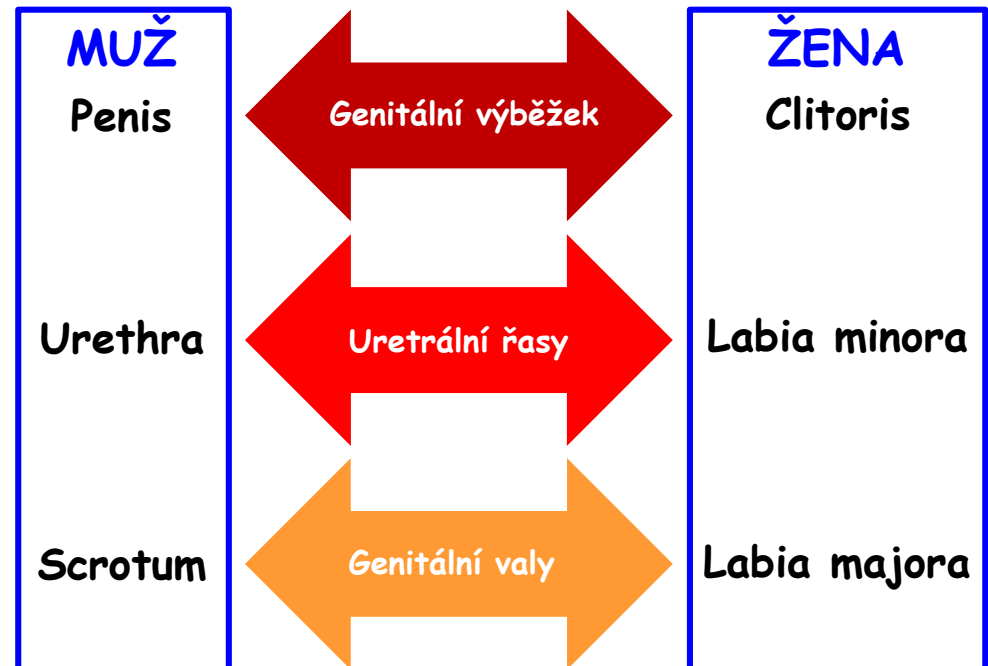 MUŽ
ŽENA
Penis
Genitální výběžek
Clitoris
Urethra
Uretrální řasy
Labia minora
Scrotum
Genitální valy
Labia majora